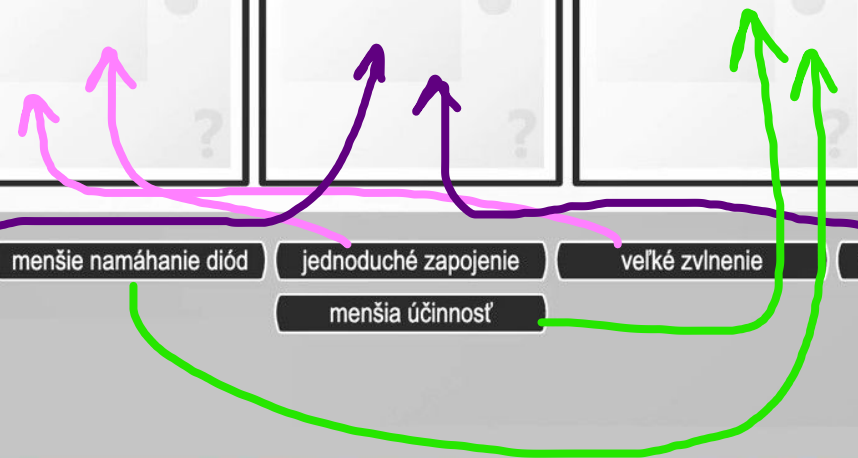 ? ? ?
menšie namáhanie diód jednoduché zapojenie veľké zvlnenie
menšia účinnosť